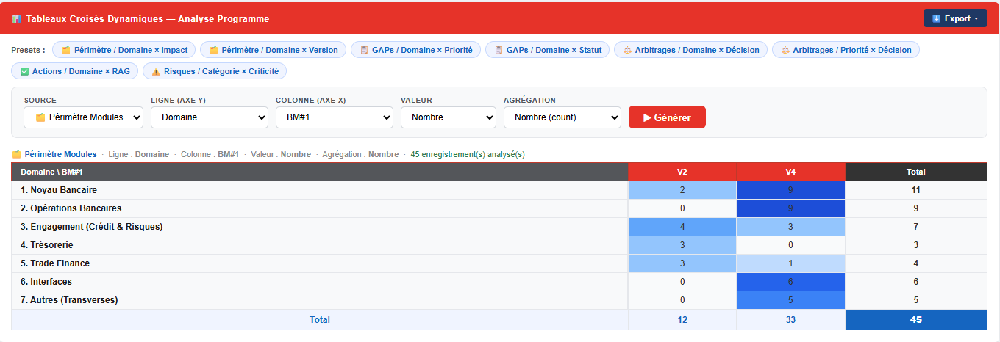 Tableaux Croisés Dynamiques — Analyse Programme
Export
Presets : Périmètre / Domaine × Impact Périmètre / Domaine × Version GAPs / Domaine × Priorité GAPs / Domaine × Statut Arbitrages / Domaine × Décision Arbitrages / Priorité × Décision
Actions / Domaine × RAG Risques / Catégorie × Criticité
SOURCE LIGNE (AXE Y) COLONNE (AXE X) VALEUR AGRÉGATION
Périmètre Modules Domaine BM#1 Nombre Nombre (count) Générer
Périmètre Modules · Ligne : Domaine · Colonne : BM#1 · Valeur : Nombre · Agrégation : Nombre · 45 enregistrement(s) analysé(s)
Domaine \ BM#1 V2 V4 Total
1. Noyau Bancaire 2 9 11
2. Opérations Bancaires 0 9 9
3. Engagement (Crédit & Risques) 4 3 7
4. Trésorerie 3 0 3
5. Trade Finance 3 1 4
6. Interfaces 0 6 6
7. Autres (Transverses) 0 5 5
Total 12 33 45